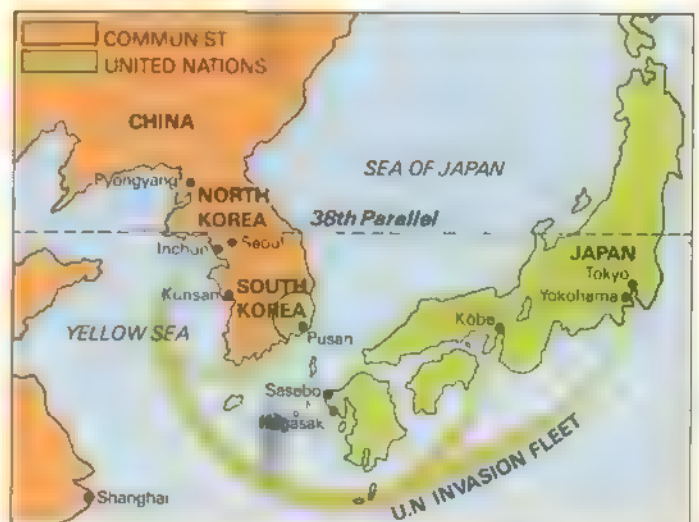 COMMUN ST
UNITED NATIONS
CHINA
SEA OF JAPAN
Pyongyang
NORTH
KOREA
38th Parallel
Inchon
Seoul
JAPAN
Tokyo
Kunsan
SOUTH
KOREA
Yokohama
YELLOW SEA
Kobe
Pusan
Sasebo
Nagasak
U.N INVASION FLEET
Shanghai